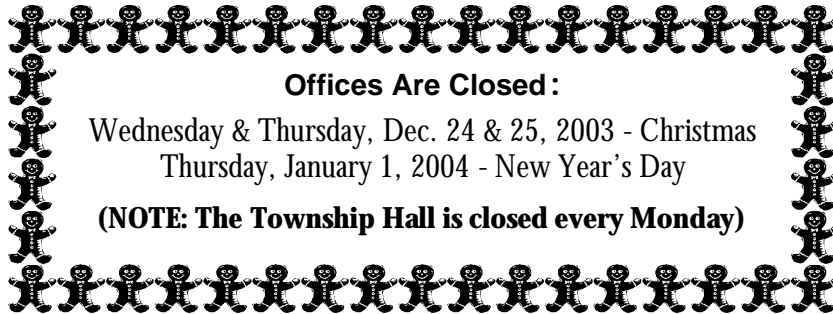 Offices Are Closed:
Wednesday & Thursday, Dec. 24 & 25, 2003 - Christmas
Thursday, January 1, 2004 - New Year's Day
(NOTE: The Township Hall is closed every Monday)